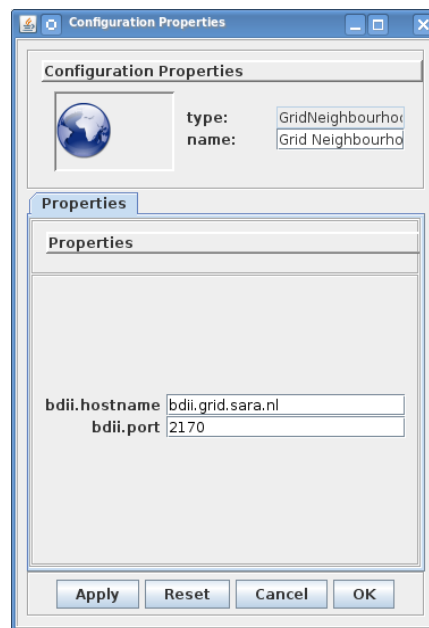 Configuration Properties
Configuration Properties
type: GridNeighbourhoo
name: Grid Neighbourho
Properties
Properties
bdii.hostname bdii.grid.sara.nl
bdii.port 2170
Apply Reset Cancel OK